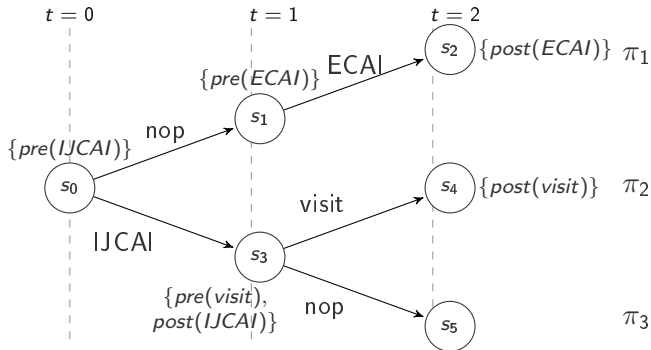 t = 0 t = 1 t = 2
s₂ {post(ECAI)} π₁
ECAI
{pre(ECAI)}
s₁
nop
{pre(IJCAI)}
s₀
s₄ {post(visit)} π₂
visit
IJCAI
s₃
{pre(visit),
post(IJCAI)}
nop
s₅ π₃